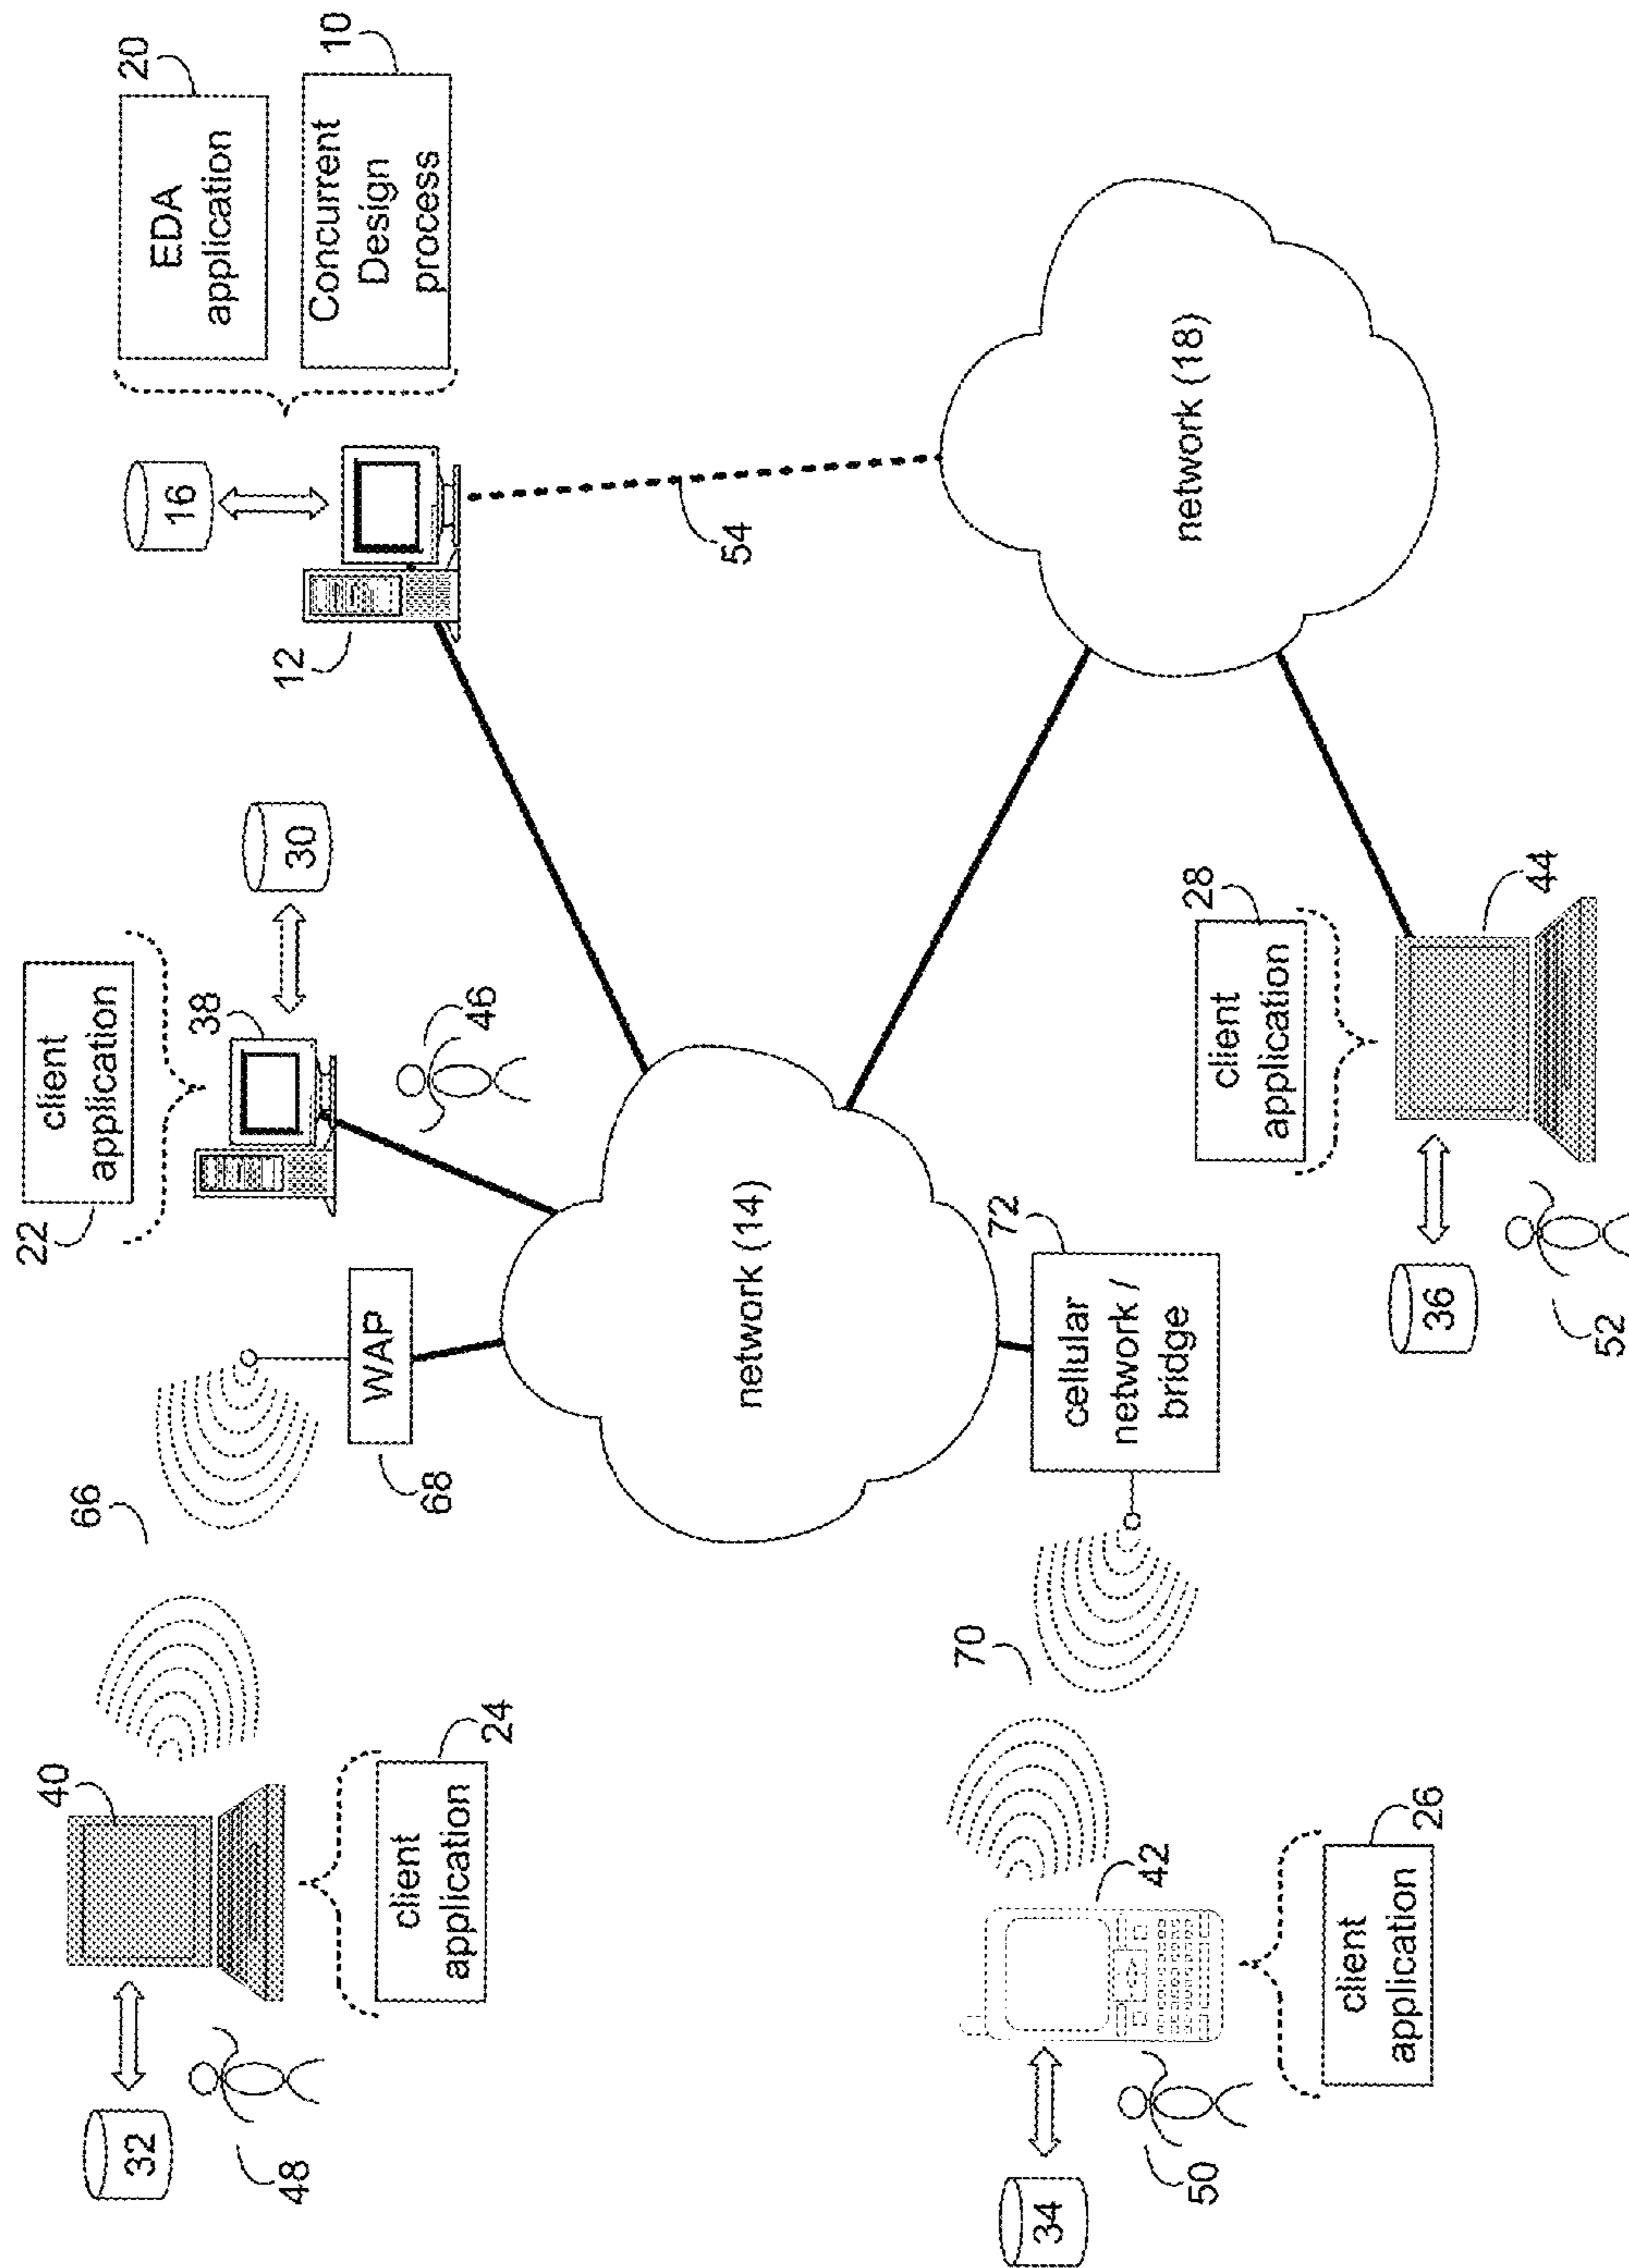 66
22
client
application
38
30
16
20
EDA
application
10
Concurrent
Design
process
12
40
32
48
24
client
application
WAP
68
46
54
network (14)
network (18)
70
72
cellular
network /
bridge
28
client
application
44
42
34
50
26
client
application
36
52